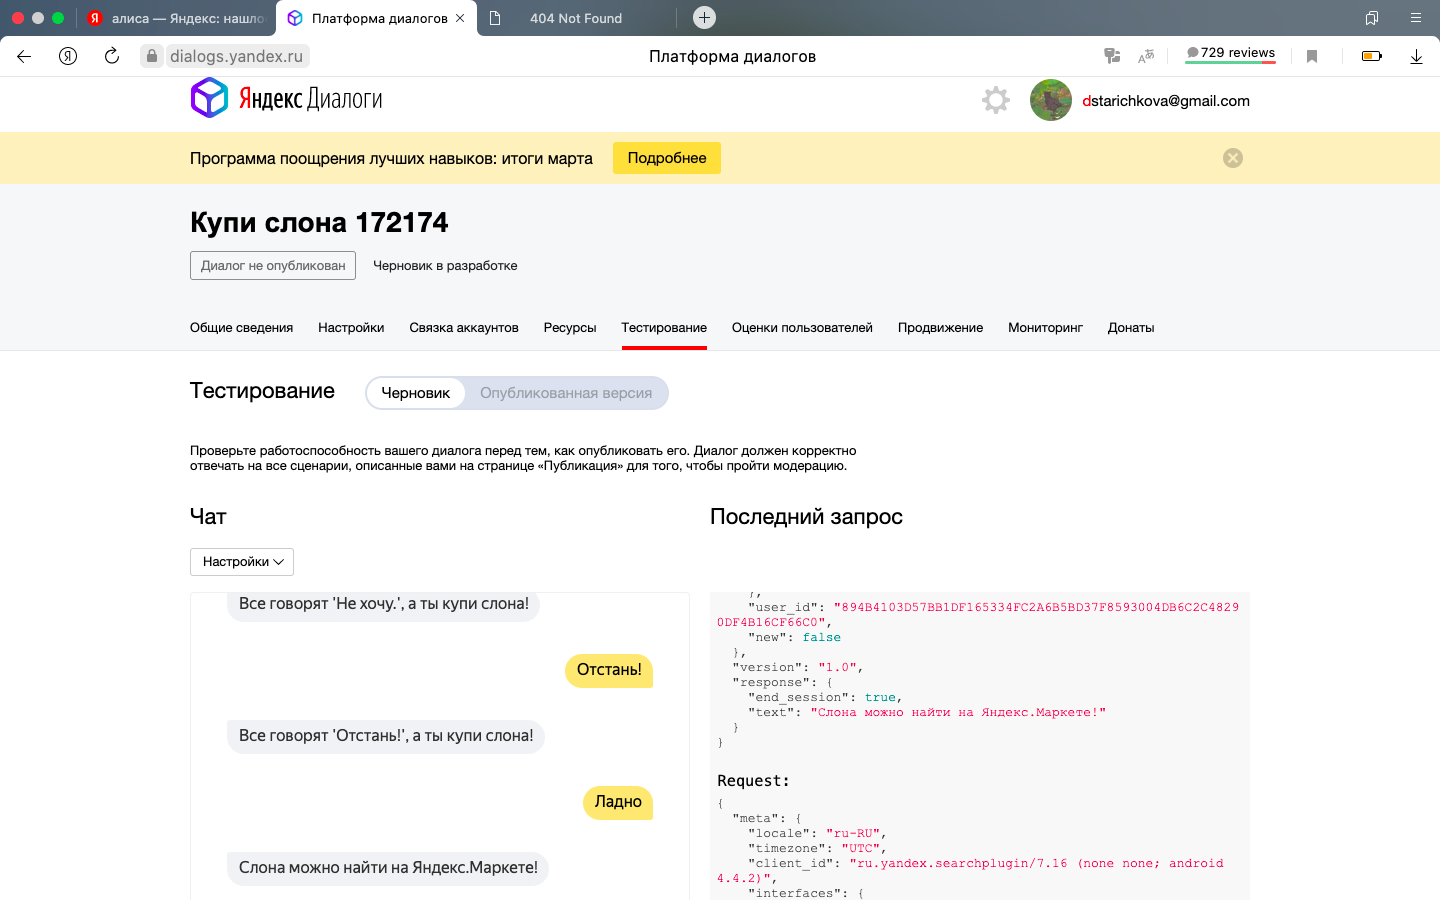 Я алиса — Яндекс: нашло
Платформа диалогов
404 Not Found
Я
dialogs.yandex.ru
Платформа диалогов
729 reviews
Яндекс Диалоги
dstarichkova@gmail.com
Программа поощрения лучших навыков: итоги марта
Подробнее
Купи слона 172174
Диалог не опубликован
Черновик в разработке
Общие сведения
Настройки
Связка аккаунтов
Ресурсы
Тестирование
Оценки пользователей
Продвижение
Мониторинг
Донаты
Тестирование
Черновик
Опубликованная версия
Проверьте работоспособность вашего диалога перед тем, как опубликовать его. Диалог должен корректно
отвечать на все сценарии, описанные вами на странице «Публикация» для того, чтобы пройти модерацию.
Чат
Настройки
Все говорят 'Не хочу.', а ты купи слона!
Отстань!
Все говорят 'Отстань!', а ты купи слона!
Ладно
Слона можно найти на Яндекс.Маркете!
Последний запрос
},
"user_id": "894B4103D57BB1DF165334FC2A6B5BD37F8593004DB6C2C4829
0DF4B16CF66C0",
"new": false
},
"version": "1.0",
"response": {
"end_session": true,
"text": "Слона можно найти на Яндекс.Маркете!"
}
}
Request:
{
"meta": {
"locale": "ru-RU",
"timezone": "UTC",
"client_id": "ru.yandex.searchplugin/7.16 (none none; android
4.4.2)",
"interfaces": {